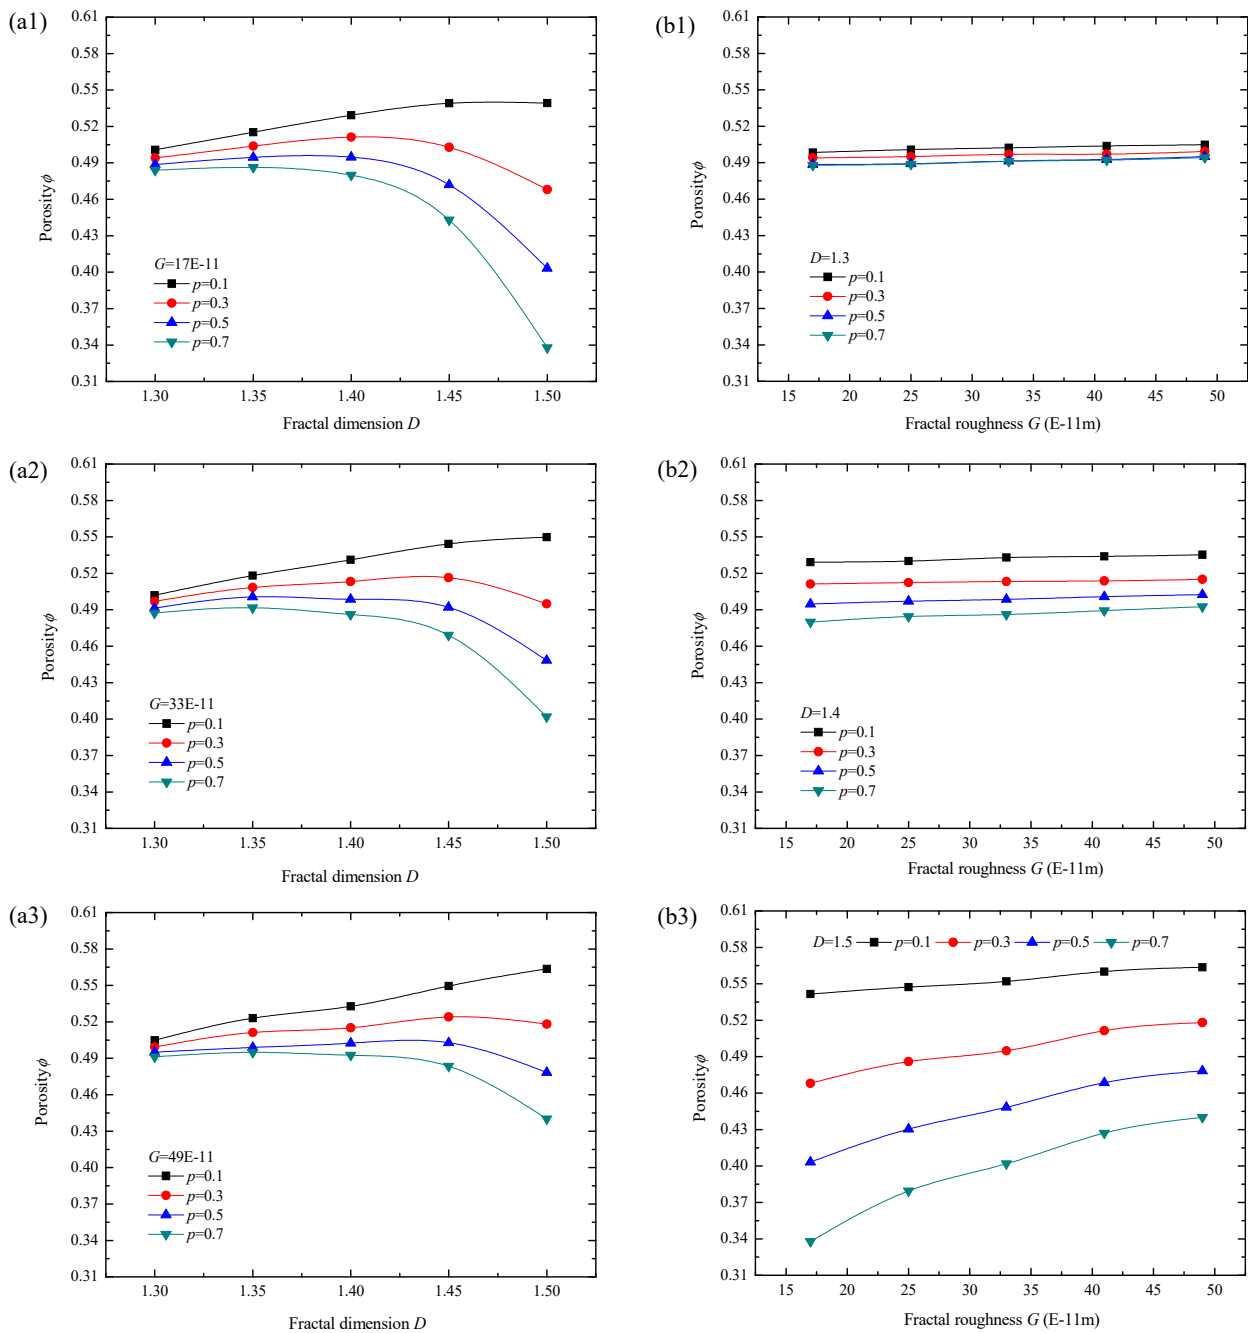 (a1)
0.61
0.58
0.55
0.52
0.49
0.46
0.43
0.40
0.37
0.34
0.31
Porosity ϕ
G=17E-11
p=0.1
p=0.3
p=0.5
p=0.7
1.30 1.35 1.40 1.45 1.50
Fractal dimension D
(b1)
0.61
0.58
0.55
0.52
0.49
0.46
0.43
0.40
0.37
0.34
0.31
Porosity ϕ
D=1.3
p=0.1
p=0.3
p=0.5
p=0.7
15 20 25 30 35 40 45 50
Fractal roughness G (E-11m)
(a2)
0.61
0.58
0.55
0.52
0.49
0.46
0.43
0.40
0.37
0.34
0.31
Porosity ϕ
G=33E-11
p=0.1
p=0.3
p=0.5
p=0.7
1.30 1.35 1.40 1.45 1.50
Fractal dimension D
(b2)
0.61
0.58
0.55
0.52
0.49
0.46
0.43
0.40
0.37
0.34
0.31
Porosity ϕ
D=1.4
p=0.1
p=0.3
p=0.5
p=0.7
15 20 25 30 35 40 45 50
Fractal roughness G (E-11m)
(a3)
0.61
0.58
0.55
0.52
0.49
0.46
0.43
0.40
0.37
0.34
0.31
Porosity ϕ
G=49E-11
p=0.1
p=0.3
p=0.5
p=0.7
1.30 1.35 1.40 1.45 1.50
Fractal dimension D
(b3)
0.61
0.58
0.55
0.52
0.49
0.46
0.43
0.40
0.37
0.34
0.31
Porosity ϕ
D=1.5 p=0.1 p=0.3 p=0.5 p=0.7
15 20 25 30 35 40 45 50
Fractal roughness G (E-11m)